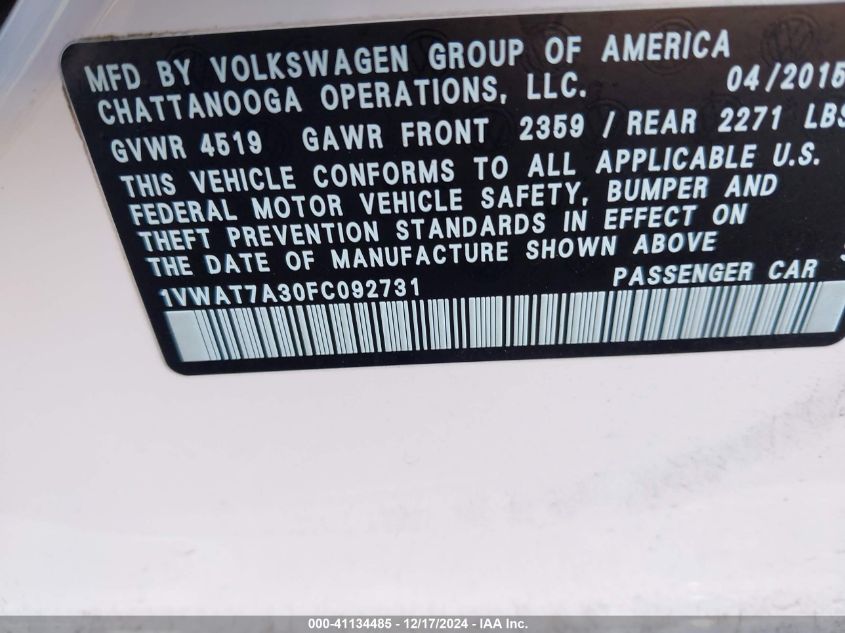 MFD BY VOLKSWAGEN GROUP OF AMERICA
CHATTANOOGA OPERATIONS, LLC. 04/2015
GVWR 4519 GAWR FRONT 2359 / REAR 2271 LBS
THIS VEHICLE CONFORMS TO ALL APPLICABLE U.S.
FEDERAL MOTOR VEHICLE SAFETY, BUMPER AND
THEFT PREVENTION STANDARDS IN EFFECT ON
THE DATE OF MANUFACTURE SHOWN ABOVE
1VWAT7A30FC092731 PASSENGER CAR
000-41134485 - 12/17/2024 - IAA Inc.